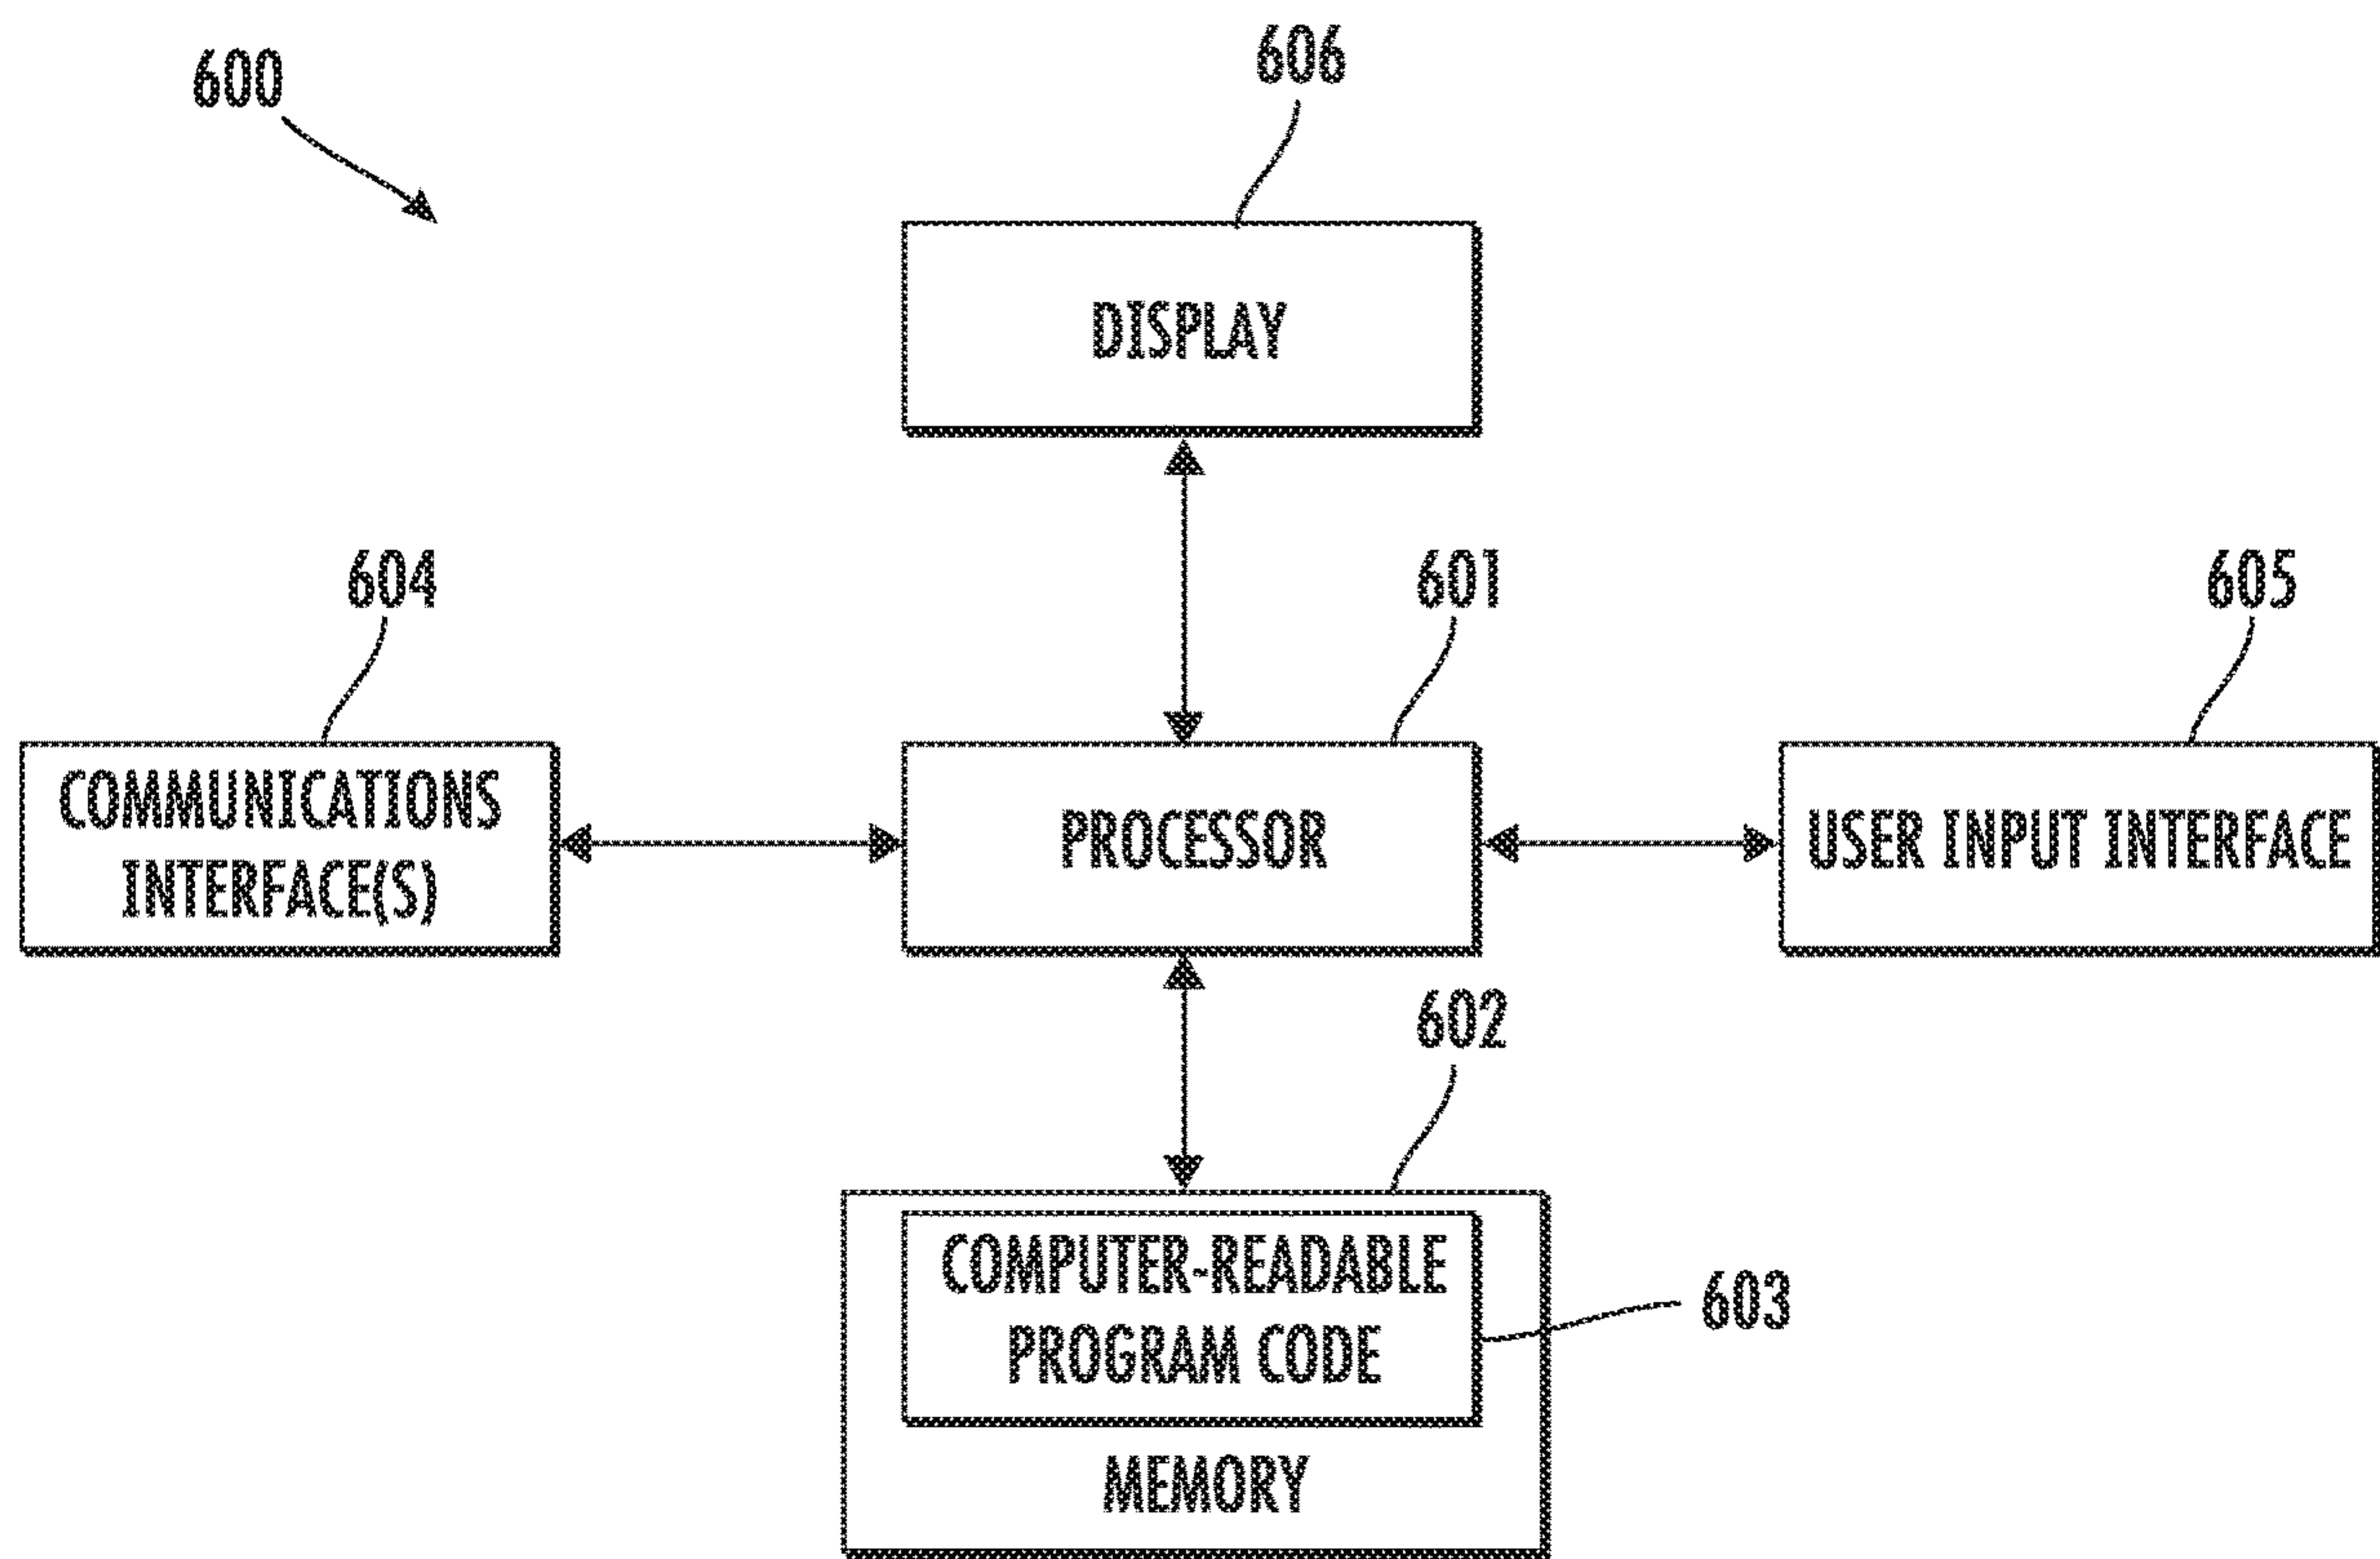 600
606
DISPLAY
604
601
605
COMMUNICATIONS
INTERFACE(S)
PROCESSOR
USER INPUT INTERFACE
602
COMPUTER-READABLE
PROGRAM CODE
603
MEMORY